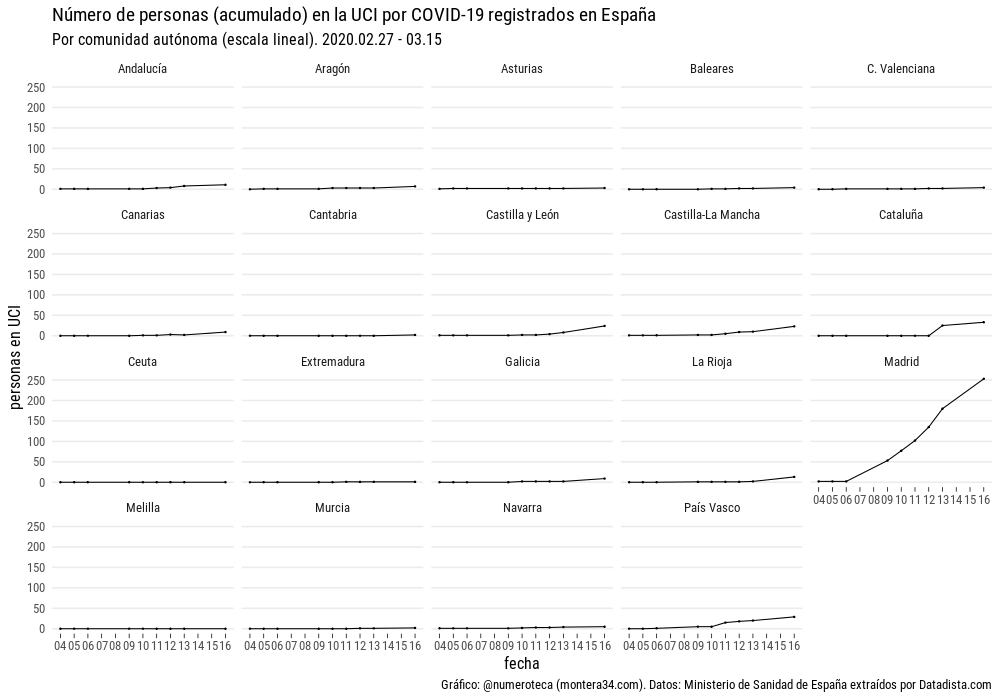 Número de personas (acumulado) en la UCI por COVID-19 registrados en España
Por comunidad autónoma (escala lineal). 2020.02.27 - 03.15
Andalucía Aragón Asturias Baleares C. Valenciana
250
200
150
100
50
0
Canarias Cantabria Castilla y León Castilla-La Mancha Cataluña
250
200
150
100
50
0
personas en UCI
Ceuta Extremadura Galicia La Rioja Madrid
250
200
150
100
50
0
04 05 06 07 08 09 10 11 12 13 14 15 16
Melilla Murcia Navarra País Vasco
250
200
150
100
50
0
04 05 06 07 08 09 10 11 12 13 14 15 16 04 05 06 07 08 09 10 11 12 13 14 15 16 04 05 06 07 08 09 10 11 12 13 14 15 16 04 05 06 07 08 09 10 11 12 13 14 15 16
fecha
Gráfico: @numeroteca (montera34.com). Datos: Ministerio de Sanidad de España extraídos por Datadista.com